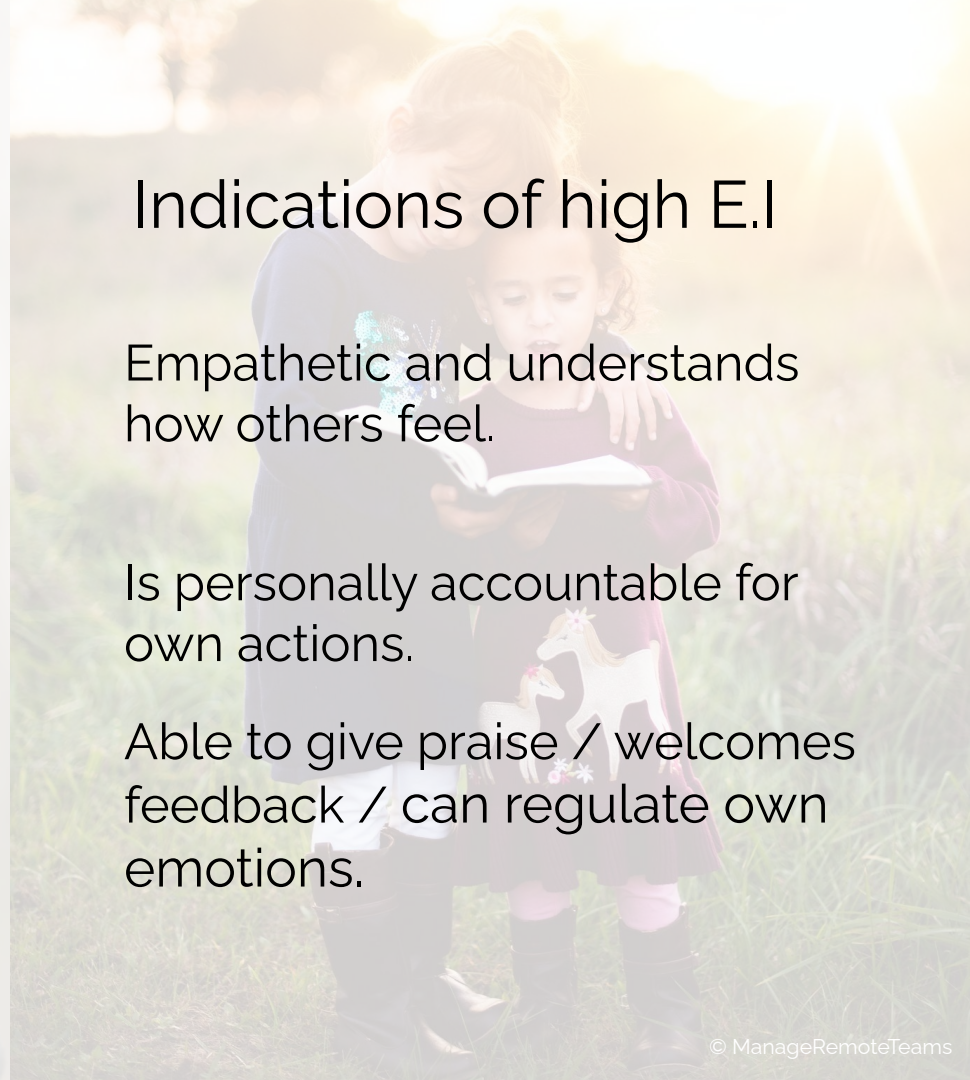 Indications of high E.I
Empathetic and understands
how others feel.
Is personally accountable for
own actions.
Able to give praise / welcomes
feedback / can regulate own
emotions.
© ManageRemoteTeams